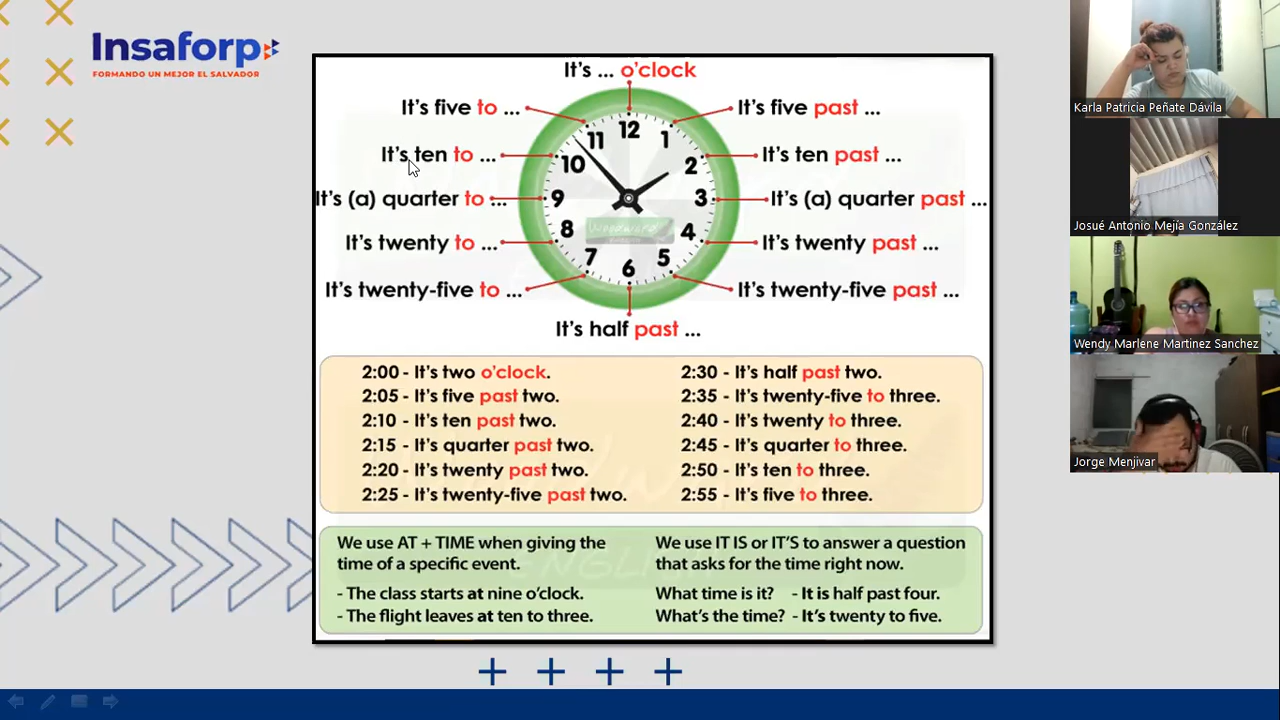 Insaforp
FORMANDO UN MEJOR EL SALVADOR
It's ... o'clock
It's five to ...
It's five past ...
It's ten to ...
It's ten past ...
It's (a) quarter to ...
It's (a) quarter past ...
It's twenty to ...
It's twenty past ...
It's twenty-five to ...
It's twenty-five past ...
It's half past ...
12
1
2
3
4
5
6
7
8
9
10
11
2:00 - It's two o'clock.
2:05 - It's five past two.
2:10 - It's ten past two.
2:15 - It's quarter past two.
2:20 - It's twenty past two.
2:25 - It's twenty-five past two.
2:30 - It's half past two.
2:35 - It's twenty-five to three.
2:40 - It's twenty to three.
2:45 - It's quarter to three.
2:50 - It's ten to three.
2:55 - It's five to three.
We use AT + TIME when giving the
time of a specific event.
- The class starts at nine o'clock.
- The flight leaves at ten to three.
We use IT IS or IT'S to answer a question
that asks for the time right now.
What time is it? - It is half past four.
What's the time? - It's twenty to five.
Karla Patricia Peñate Dávila
Josué Antonio Mejía González
Wendy Marlene Martinez Sanchez
Jorge Menjivar